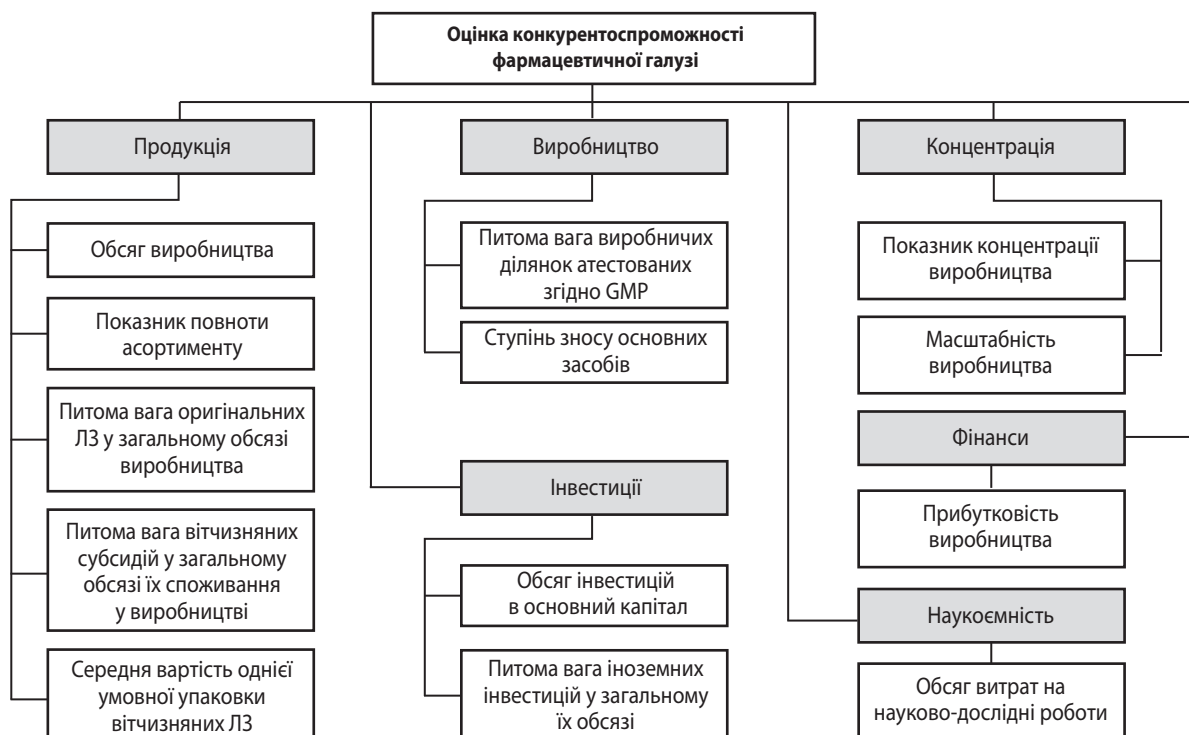 Оцінка конкурентоспроможності
фармацевтичної галузі
Продукція
Обсяг виробництва
Показник повноти
асортименту
Питома вага оригінальних
ЛЗ у загальному обсязі
виробництва
Питома вага вітчизняних
субсидій у загальному
обсязі їх споживання
у виробництві
Середня вартість однієї
умовної упаковки
вітчизняних ЛЗ
Виробництво
Питома вага виробничих
ділянок атестованих
згідно GMP
Ступінь зносу основних
засобів
Інвестиції
Обсяг інвестицій
в основний капітал
Питома вага іноземних
інвестицій у загальному
їх обсязі
Концентрація
Показник концентрації
виробництва
Масштабність
виробництва
Фінанси
Прибутковість
виробництва
Наукоємність
Обсяг витрат на
науково-дослідні роботи